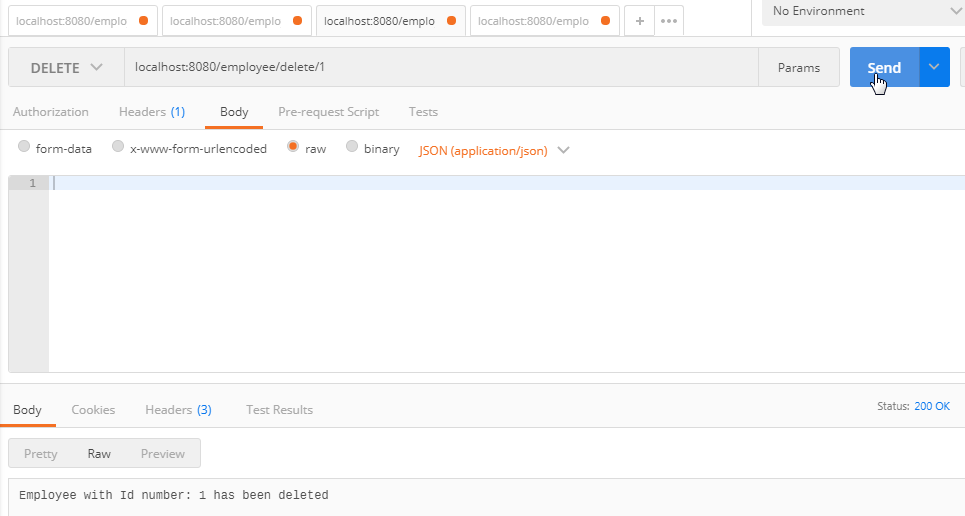 localhost:8080/emplo localhost:8080/emplo localhost:8080/emplo localhost:8080/emplo + ••• No Environment
DELETE localhost:8080/employee/delete/1 Params Send
Authorization Headers (1) Body Pre-request Script Tests
form-data x-www-form-urlencoded raw binary JSON (application/json)
1
Body Cookies Headers (3) Test Results Status: 200 OK
Pretty Raw Preview
Employee with Id number: 1 has been deleted